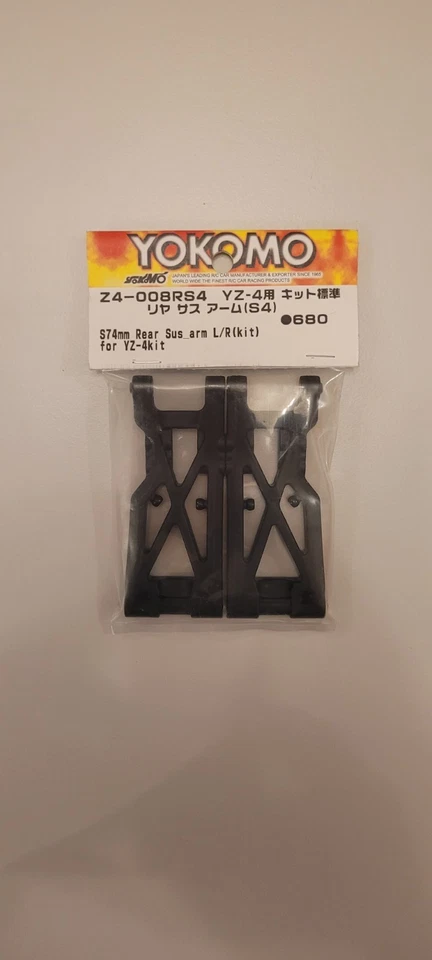 YOKOMO
YOKOMO JAPAN'S LEADING R/C CAR MANUFACTURER & EXPORTER SINCE 1965
WORLD WIDE THE FINEST R/C CAR RACING PRODUCTS
Z4-008RS4 YZ-4用 キット標準
リヤ サス アーム(S4)
●680
S74mm Rear Sus_arm L/R(kit)
for YZ-4kit